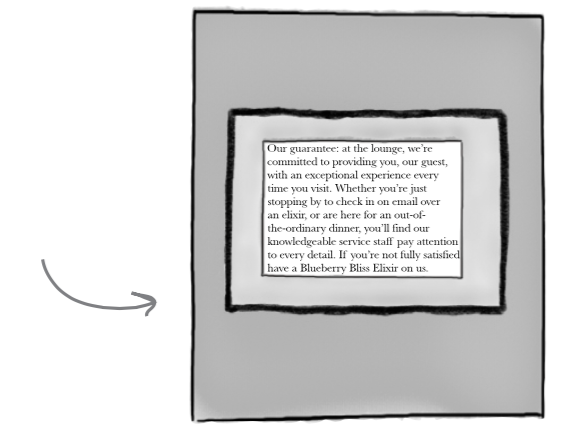 Our guarantee: at the lounge, we're
committed to providing you, our guest,
with an exceptional experience every
time you visit. Whether you're just
stopping by to check in on email over
an elixir, or are here for an out-of-
the-ordinary dinner, you'll find our
knowledgeable service staff pay attention
to every detail. If you're not fully satisfied
have a Blueberry Bliss Elixir on us.